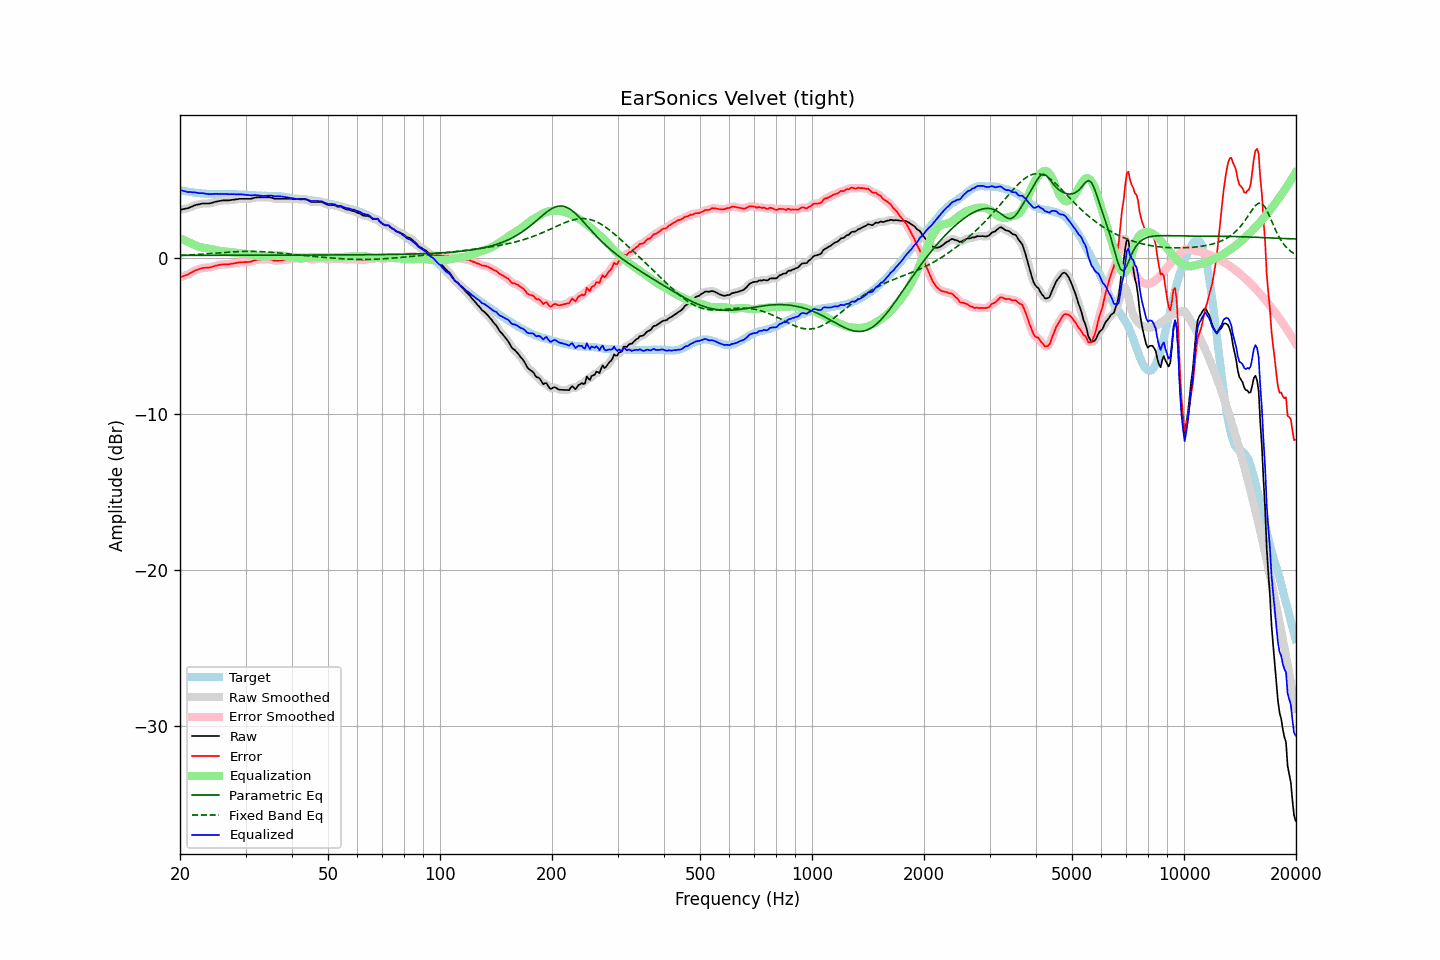 EarSonics Velvet (tight)
Amplitude (dBr)
0
−10
−20
−30
Target
Raw Smoothed
Error Smoothed
Raw
Error
Equalization
Parametric Eq
Fixed Band Eq
Equalized
20 50 100 200 500 1000 2000 5000 10000 20000
Frequency (Hz)